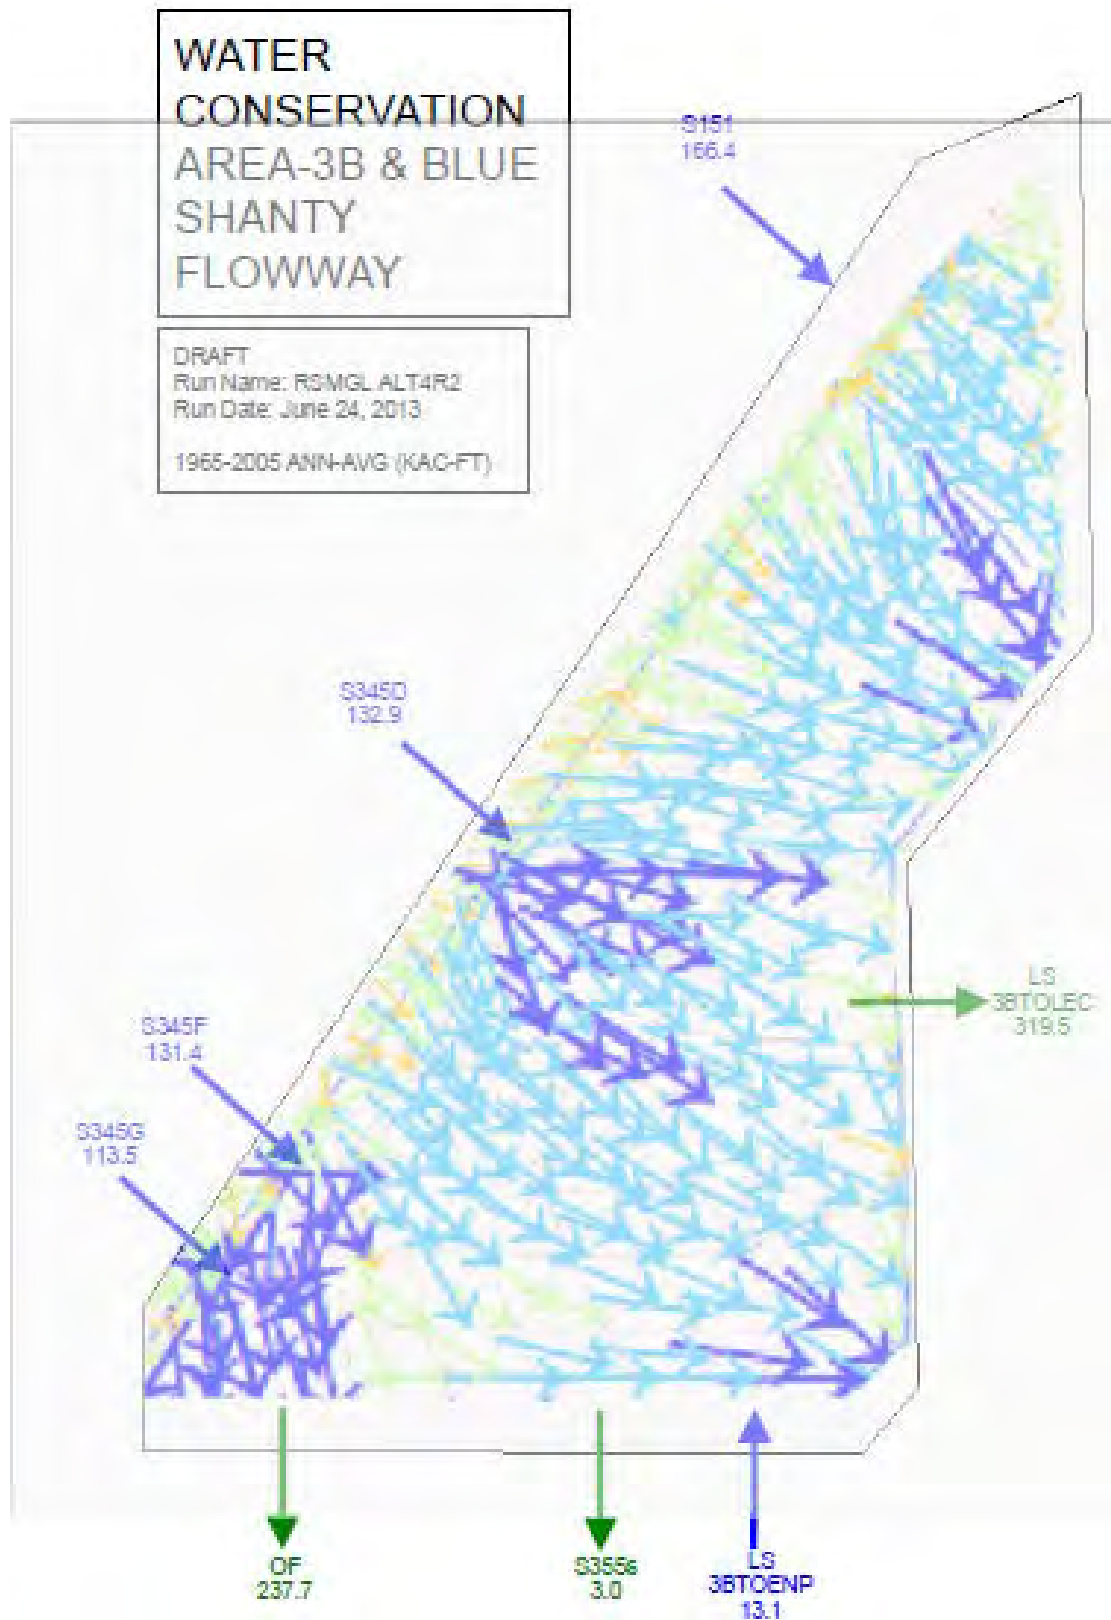 WATER
CONSERVATION
AREA-3B & BLUE
SHANTY
FLOWWAY
DRAFT
Run Name: RSMGL ALT4R2
Run Date: June 24, 2013
1965-2005 ANN-AVG (KAC-FT)
S151
166.4
S345D
132.9
S345F
131.4
S345G
113.5
LS
3BTOLEC
319.5
OF
237.7
S355s
3.0
LS
3BTOENP
13.1